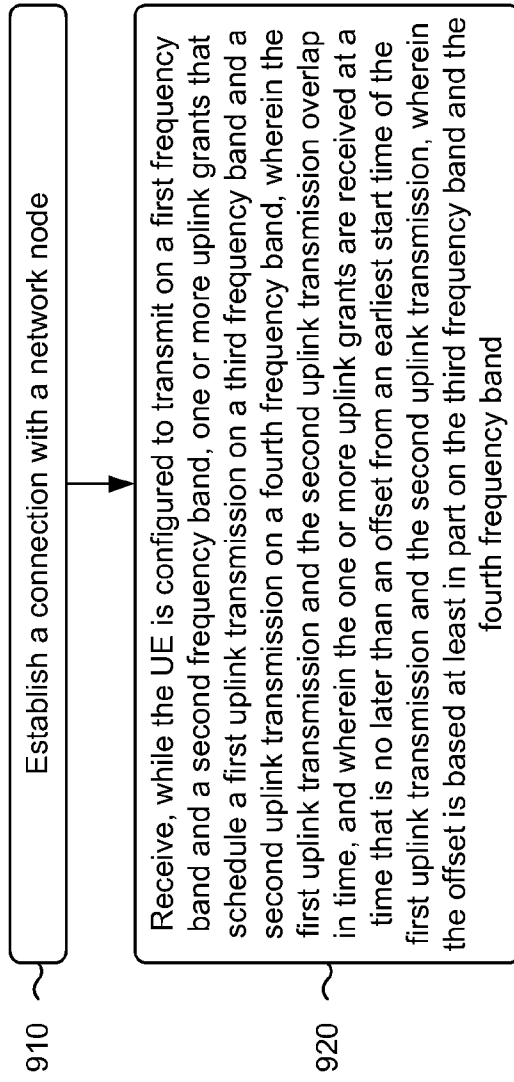 910
Establish a connection with a network node
920
Receive, while the UE is configured to transmit on a first frequency
band and a second frequency band, one or more uplink grants that
schedule a first uplink transmission on a third frequency band and a
second uplink transmission on a fourth frequency band, wherein the
first uplink transmission and the second uplink transmission overlap
in time, and wherein the one or more uplink grants are received at a
time that is no later than an offset from an earliest start time of the
first uplink transmission and the second uplink transmission, wherein
the offset is based at least in part on the third frequency band and the
fourth frequency band